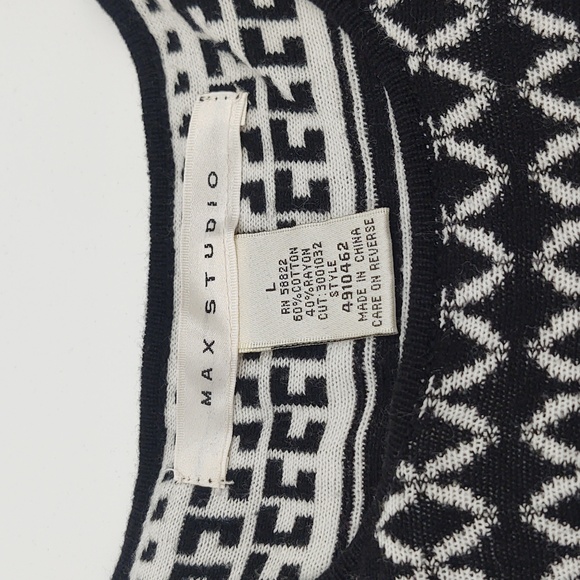 MAX STUDIO
L
RN 58822
60%COTTON
40%RAYON
CUT:3001032
STYLE
4910462
MADE IN CHINA
CARE ON REVERSE